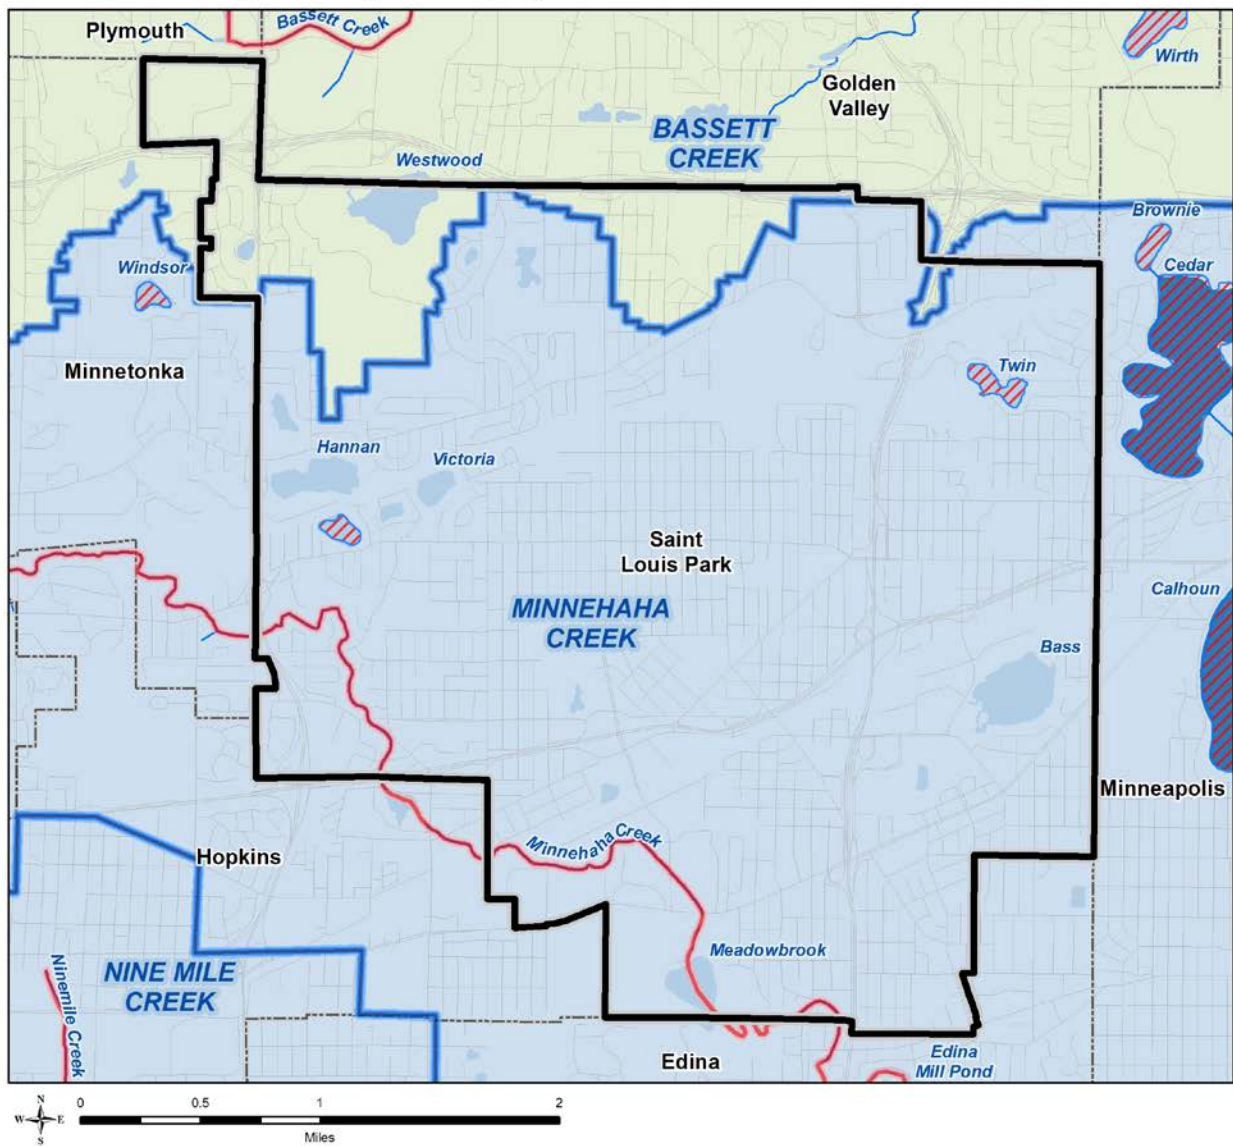 Plymouth
Bassett Creek
Wirth
Golden
Valley
BASSETT
CREEK
Westwood
Brownie
Windsor
Cedar
Minnetonka
Twin
Hannan
Victoria
Saint
Louis Park
Calhoun
MINNEHAHA
CREEK
Bass
Minneapolis
Minnehaha Creek
Hopkins
Meadowbrook
NINE MILE
CREEK
Ninemile Creek
Edina
Edina
Mill Pond
N
W E
S
0 0.5 1 2
Miles